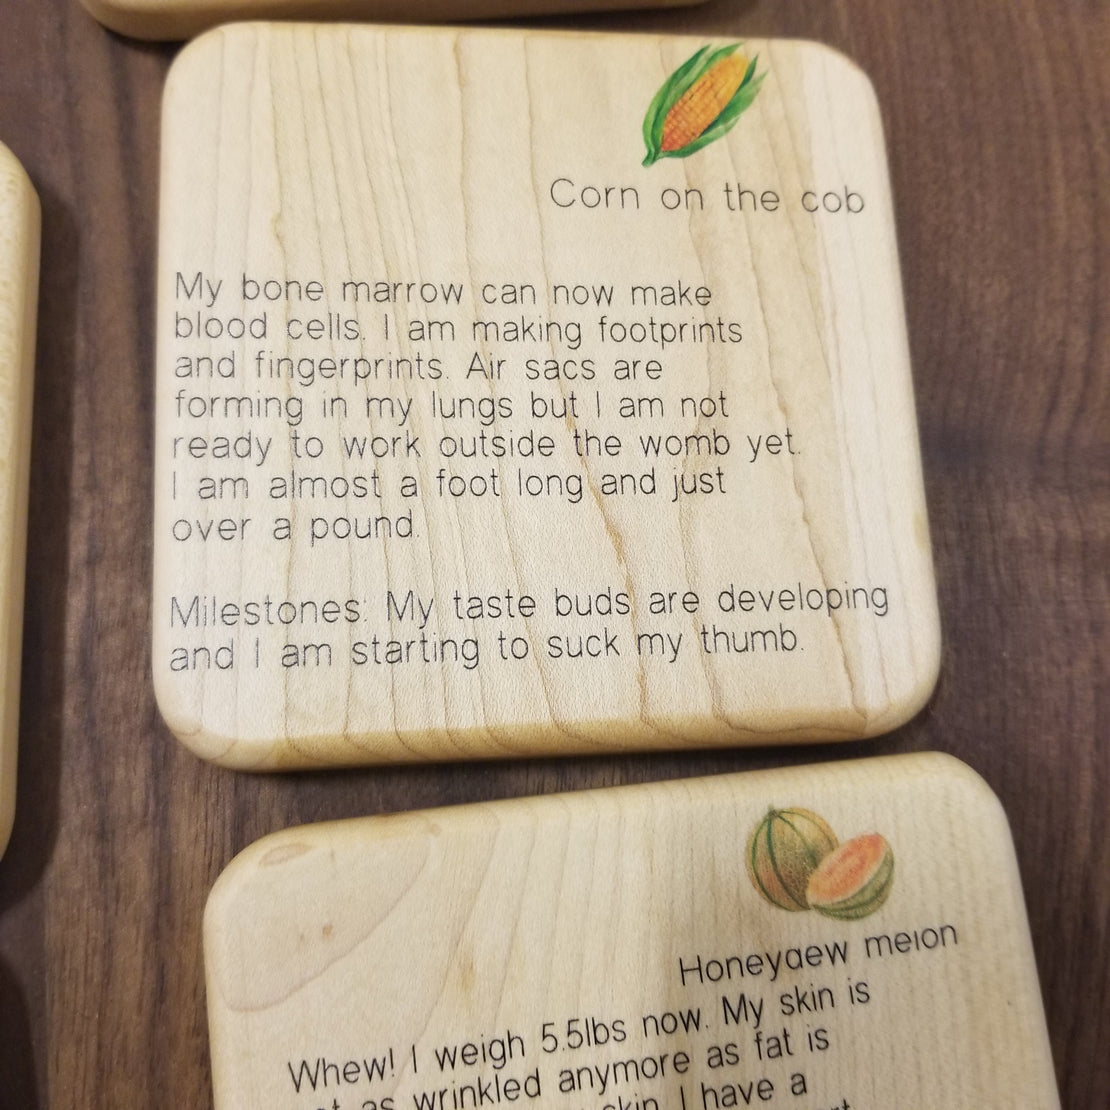 Corn on the cob
My bone marrow can now make
blood cells. I am making footprints
and fingerprints. Air sacs are
forming in my lungs but I am not
ready to work outside the womb yet.
I am almost a foot long and just
over a pound.
Milestones: My taste buds are developing
and I am starting to suck my thumb.
Honeydew melon
Whew! I weigh 5.5lbs now. My skin is
as wrinkled anymore as fat is
skin. I have a